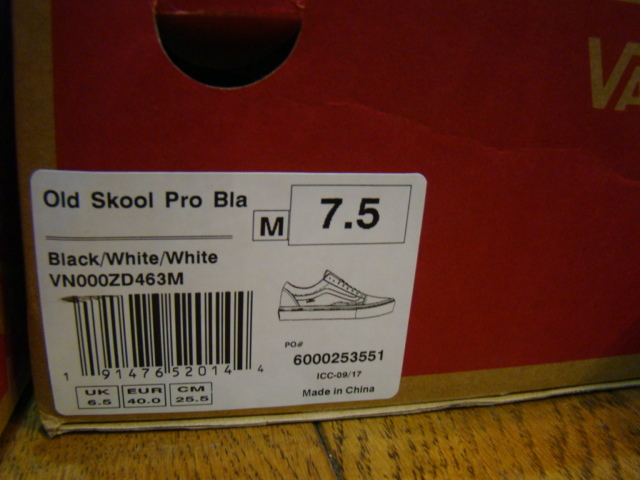 VA
Old Skool Pro Bla
M
7.5
Black/White/White
VN000ZD463M
1 91476 52014 4
PO#
6000253551
ICC-09/17
Made in China
UK EUR CM
6.5 40.0 25.5